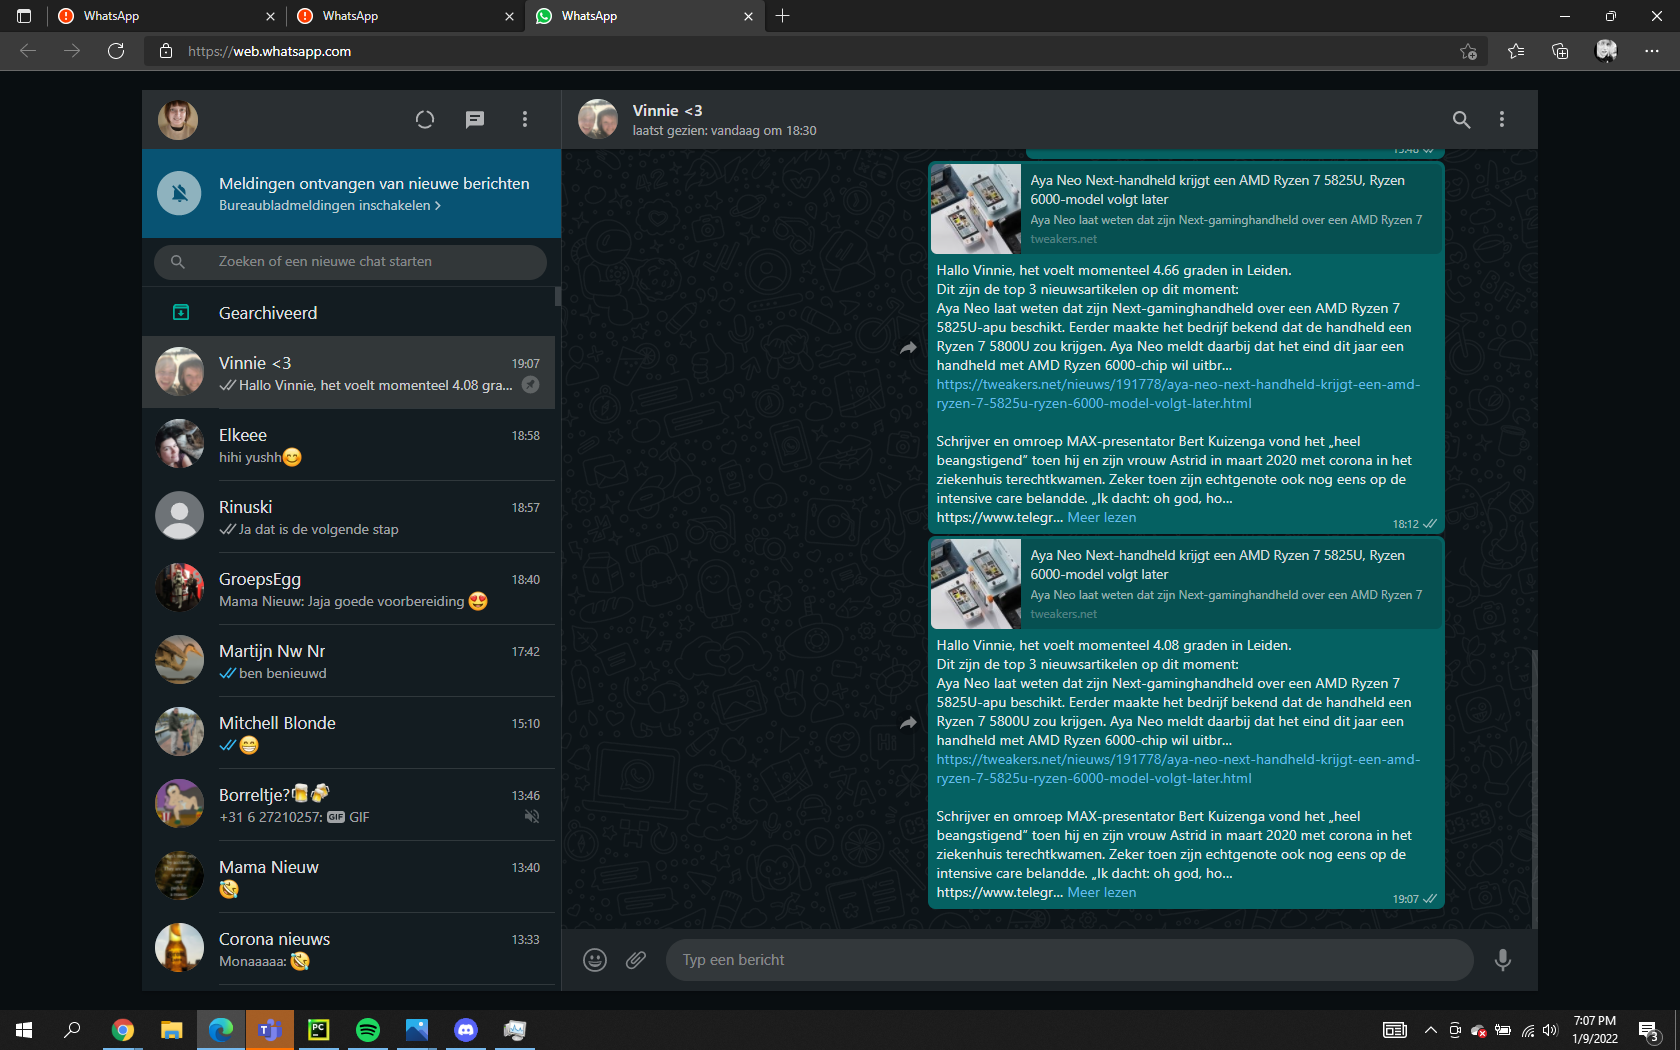 WhatsApp
WhatsApp
WhatsApp
https://web.whatsapp.com
Meldingen ontvangen van nieuwe berichten
Bureaubladmeldingen inschakelen >
Zoeken of een nieuwe chat starten
Gearchiveerd
Vinnie <3
19:07
Hallo Vinnie, het voelt momenteel 4.08 gra...
Elkeee
18:58
hihi yushh😊
Rinuski
18:57
Ja dat is de volgende stap
GroepsEgg
18:40
Mama Nieuw: Jaja goede voorbereiding 😍
Martijn Nw Nr
17:42
ben benieuwd
Mitchell Blonde
15:10
😁
Borreltje?🍺🍻
13:46
+31 6 27210257: GIF GIF
Mama Nieuw
13:40
🤣
Corona nieuws
13:33
Monaaaaa: 🤣
Vinnie <3
laatst gezien: vandaag om 18:30
15:48
Aya Neo Next-handheld krijgt een AMD Ryzen 7 5825U, Ryzen
6000-model volgt later
Aya Neo laat weten dat zijn Next-gaminghandheld over een AMD Ryzen 7
tweakers.net
Hallo Vinnie, het voelt momenteel 4.66 graden in Leiden.
Dit zijn de top 3 nieuwsartikelen op dit moment:
Aya Neo laat weten dat zijn Next-gaminghandheld over een AMD Ryzen 7
5825U-apu beschikt. Eerder maakte het bedrijf bekend dat de handheld een
Ryzen 7 5800U zou krijgen. Aya Neo meldt daarbij dat het eind dit jaar een
handheld met AMD Ryzen 6000-chip wil uitbr...
https://tweakers.net/nieuws/191778/aya-neo-next-handheld-krijgt-een-amd-
ryzen-7-5825u-ryzen-6000-model-volgt-later.html
Schrijver en omroep MAX-presentator Bert Kuizenga vond het „heel
beangstigend” toen hij en zijn vrouw Astrid in maart 2020 met corona in het
ziekenhuis terechtkwamen. Zeker toen zijn echtgenote ook nog eens op de
intensive care belandde. „Ik dacht: oh god, ho...
https://www.telegr... Meer lezen
18:12
Aya Neo Next-handheld krijgt een AMD Ryzen 7 5825U, Ryzen
6000-model volgt later
Aya Neo laat weten dat zijn Next-gaminghandheld over een AMD Ryzen 7
tweakers.net
Hallo Vinnie, het voelt momenteel 4.08 graden in Leiden.
Dit zijn de top 3 nieuwsartikelen op dit moment:
Aya Neo laat weten dat zijn Next-gaminghandheld over een AMD Ryzen 7
5825U-apu beschikt. Eerder maakte het bedrijf bekend dat de handheld een
Ryzen 7 5800U zou krijgen. Aya Neo meldt daarbij dat het eind dit jaar een
handheld met AMD Ryzen 6000-chip wil uitbr...
https://tweakers.net/nieuws/191778/aya-neo-next-handheld-krijgt-een-amd-
ryzen-7-5825u-ryzen-6000-model-volgt-later.html
Schrijver en omroep MAX-presentator Bert Kuizenga vond het „heel
beangstigend” toen hij en zijn vrouw Astrid in maart 2020 met corona in het
ziekenhuis terechtkwamen. Zeker toen zijn echtgenote ook nog eens op de
intensive care belandde. „Ik dacht: oh god, ho...
https://www.telegr... Meer lezen
19:07
Typ een bericht
PC
7:07 PM
1/9/2022
3